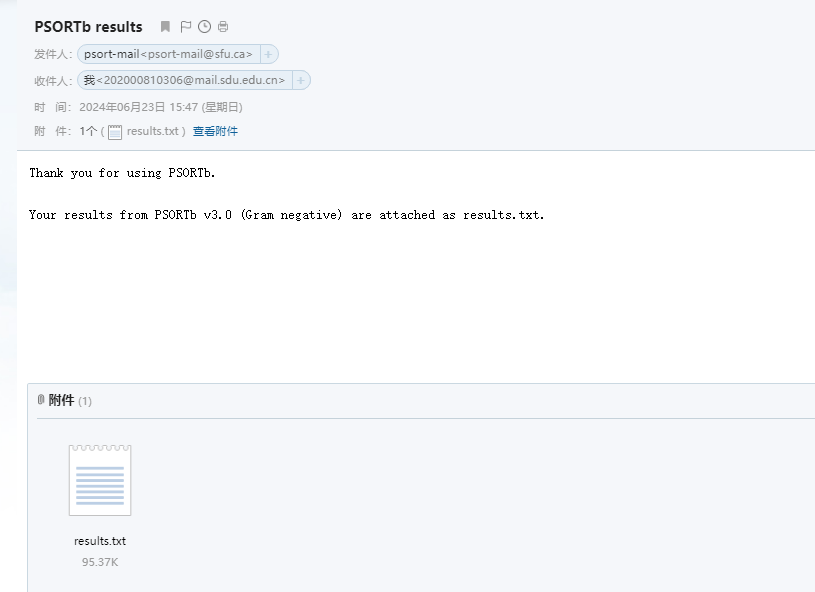 PSORTb results
发件人: psort-mail<psort-mail@sfu.ca> +
收件人: 我<202000810306@mail.sdu.edu.cn> +
时 间: 2024年06月23日 15:47 (星期日)
附 件: 1个 ( results.txt ) 查看附件
Thank you for using PSORTb.
Your results from PSORTb v3.0 (Gram negative) are attached as results.txt.
附件 (1)
results.txt
95.37K